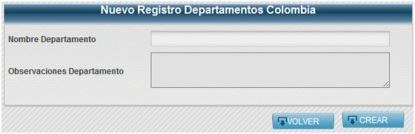 Nuevo Registro Departamentos Colombia
Nombre Departamento
Observaciones Departamento
VOLVER
CREAR